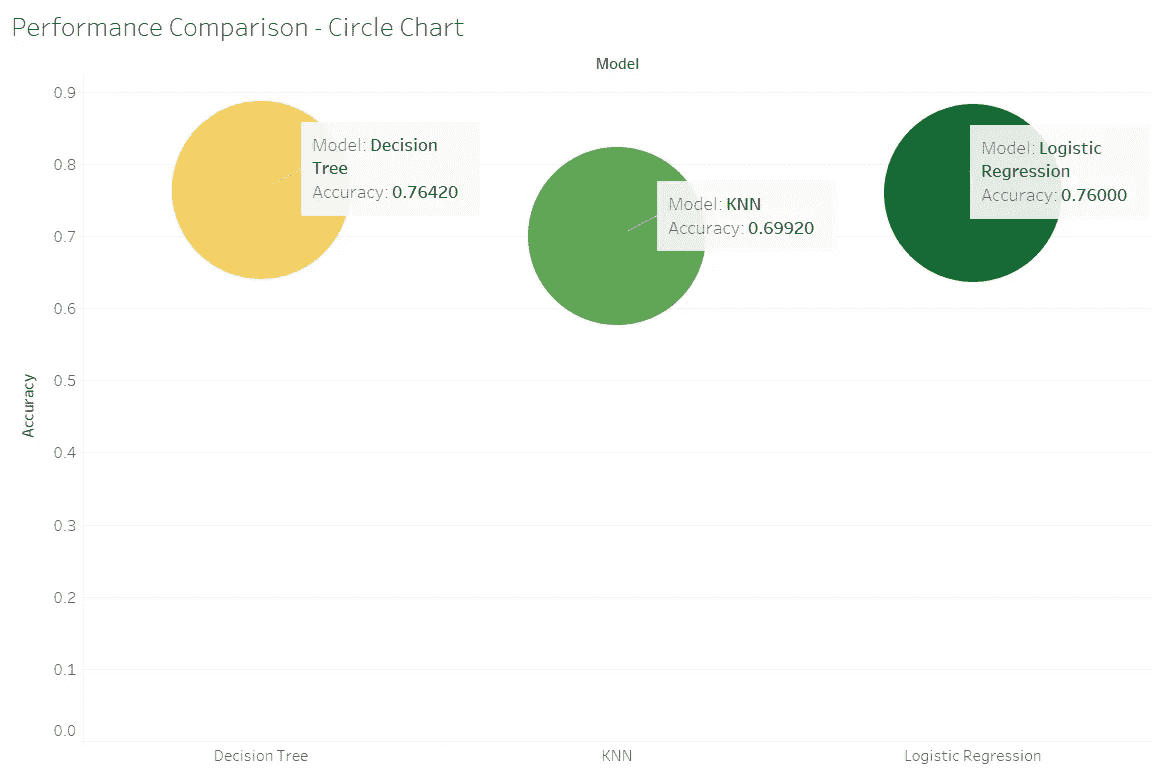 Performance Comparison - Circle Chart
Model
0.9
0.8
0.7
0.6
0.5
0.4
0.3
0.2
0.1
0.0
Accuracy
Model: Decision
Tree
Accuracy: 0.76420
Model: KNN
Accuracy: 0.69920
Model: Logistic
Regression
Accuracy: 0.76000
Decision Tree
KNN
Logistic Regression